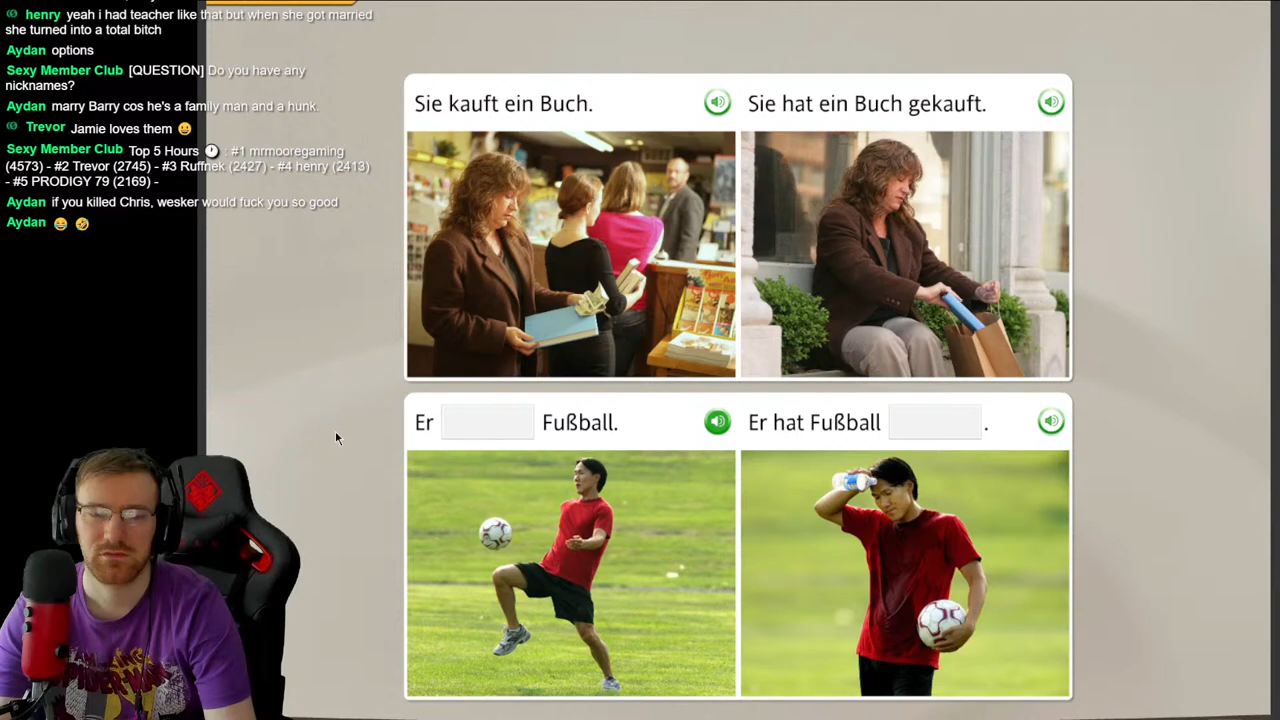 henry yeah i had teacher like that but when she got married
she turned into a total bitch
Aydan options
Sexy Member Club [QUESTION] Do you have any
nicknames?
Aydan marry Barry cos he's a family man and a hunk.
Trevor Jamie loves them 😀
Sexy Member Club Top 5 Hours 🕐 : #1 mrmooregaming
(4573) - #2 Trevor (2745) - #3 Ruffnek (2427) - #4 henry (2413)
- #5 PRODIGY 79 (2169) -
Aydan if you killed Chris, wesker would fuck you so good
Aydan 😂 🤣
Sie kauft ein Buch.
Sie hat ein Buch gekauft.
Er Fußball.
Er hat Fußball .